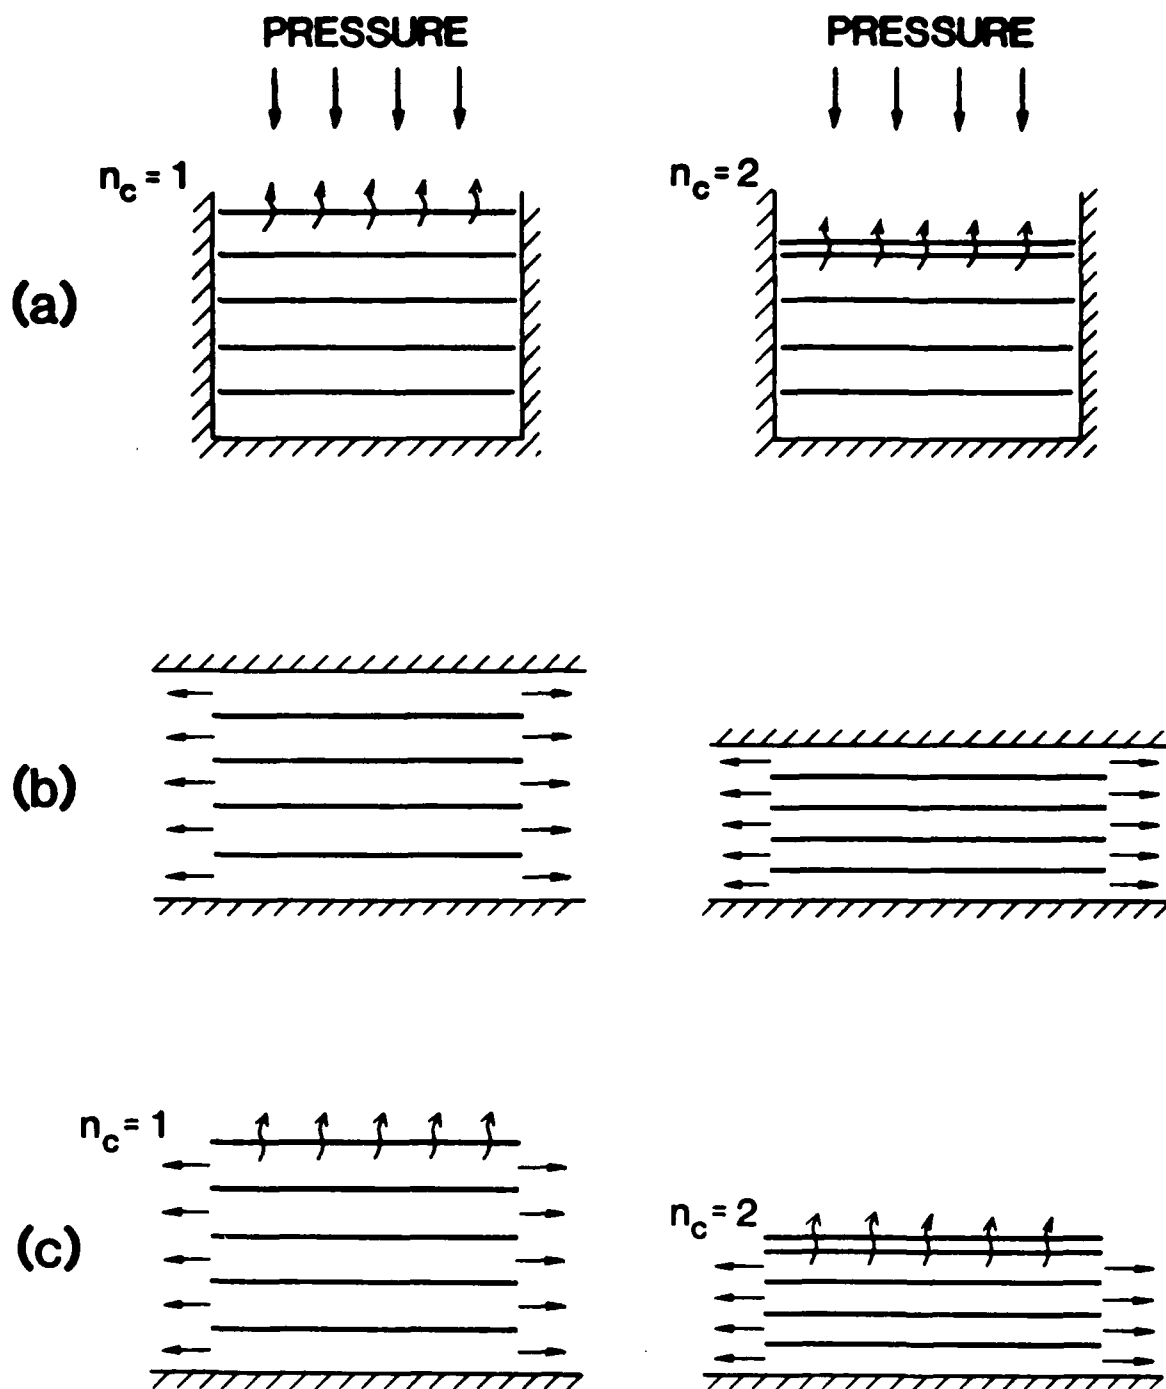 PRESSURE PRESSURE
n_c = 1 n_c = 2
(a)
(b)
n_c = 1 n_c = 2
(c)